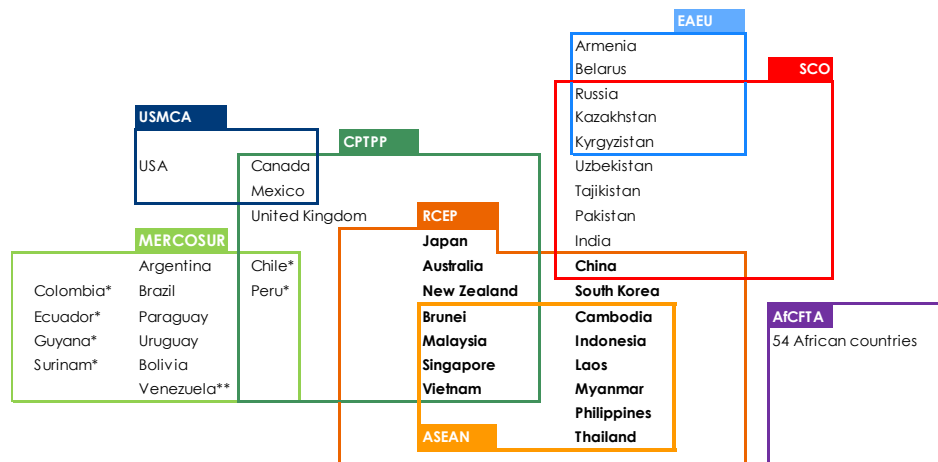 EAEU
Armenia
Belarus
SCO
Russia
Kazakhstan
USMCA
Kyrgyzistan
CPTPP
USA
Canada
Uzbekistan
Mexico
Tajikistan
United Kingdom
RCEP
Pakistan
MERCOSUR
Japan
India
Argentina
Chile*
Australia
China
Colombia*
Brazil
Peru*
New Zealand
South Korea
Ecuador*
Paraguay
Brunei
Cambodia
AfCFTA
Guyana*
Uruguay
Malaysia
Indonesia
54 African countries
Surinam*
Bolivia
Singapore
Laos
Venezuela**
Vietnam
Myanmar
Philippines
ASEAN
Thailand